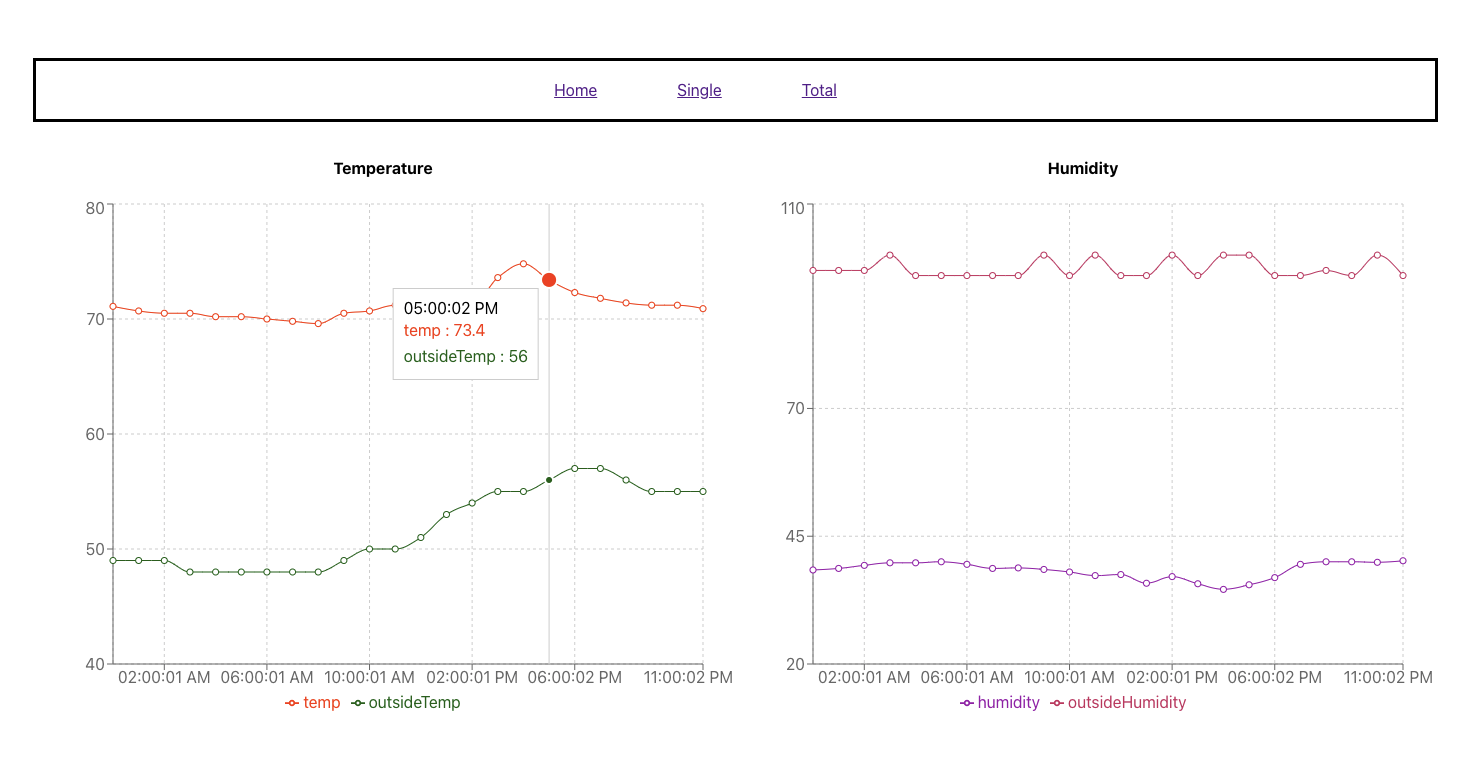 Home Single Total
Temperature
80
70
60
50
40
05:00:02 PM
temp : 73.4
outsideTemp : 56
02:00:01 AM 06:00:01 AM 10:00:01 AM 02:00:01 PM 06:00:02 PM 11:00:02 PM
temp outsideTemp
Humidity
110
70
45
20
02:00:01 AM 06:00:01 AM 10:00:01 AM 02:00:01 PM 06:00:02 PM 11:00:02 PM
humidity outsideHumidity